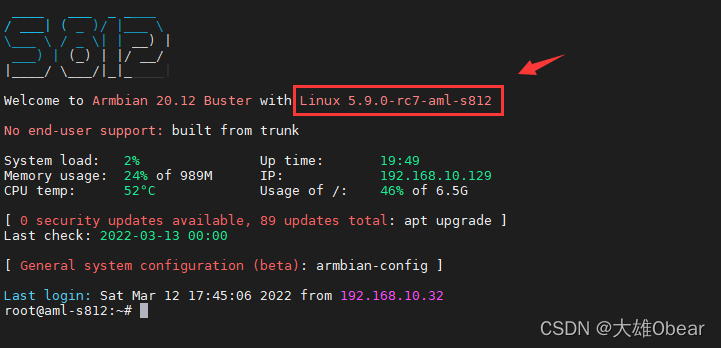 S812
Welcome to Armbian 20.12 Buster with Linux 5.9.0-rc7-aml-s812
No end-user support: built from trunk
System load: 2% Up time: 19:49
Memory usage: 24% of 989M IP: 192.168.10.129
CPU temp: 52°C Usage of /: 46% of 6.5G
[ 0 security updates available, 89 updates total: apt upgrade ]
Last check: 2022-03-13 00:00
[ General system configuration (beta): armbian-config ]
Last login: Sat Mar 12 17:45:06 2022 from 192.168.10.32
root@aml-s812:~#
CSDN @大雄Obear